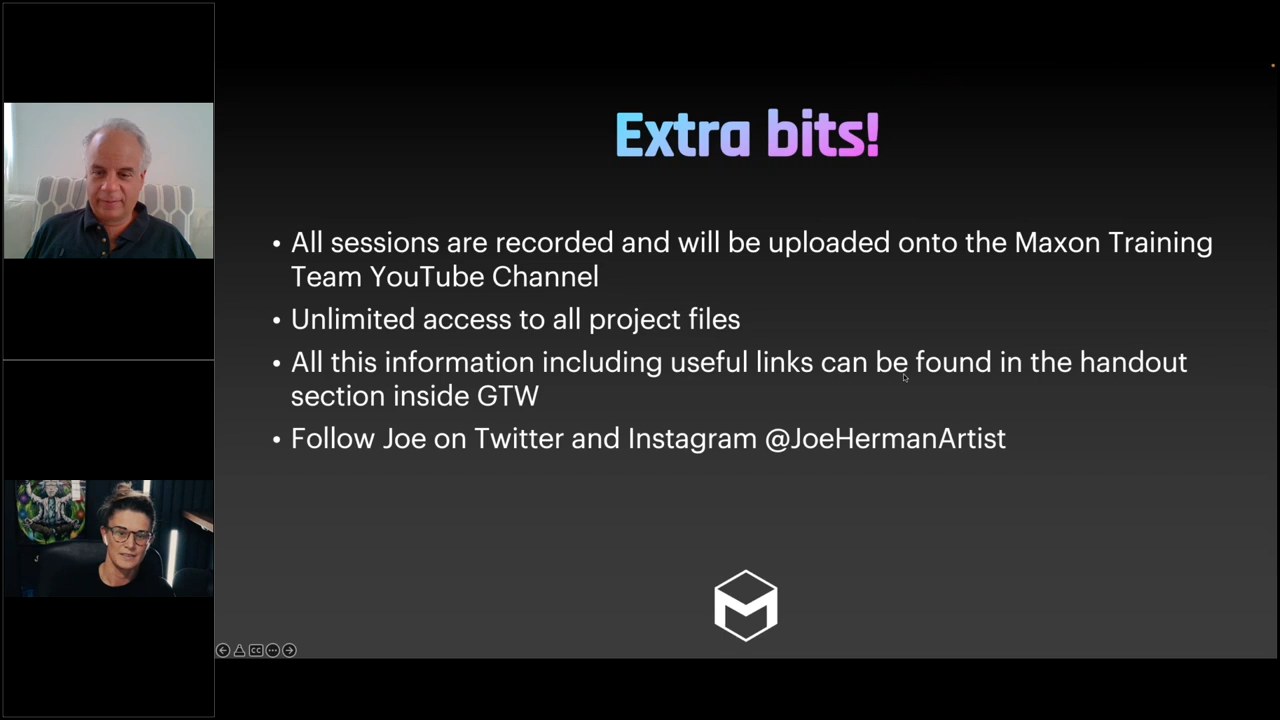 Extra bits!
• All sessions are recorded and will be uploaded onto the Maxon Training
Team YouTube Channel
• Unlimited access to all project files
• All this information including useful links can be found in the handout
section inside GTW
• Follow Joe on Twitter and Instagram @JoeHermanArtist
CC